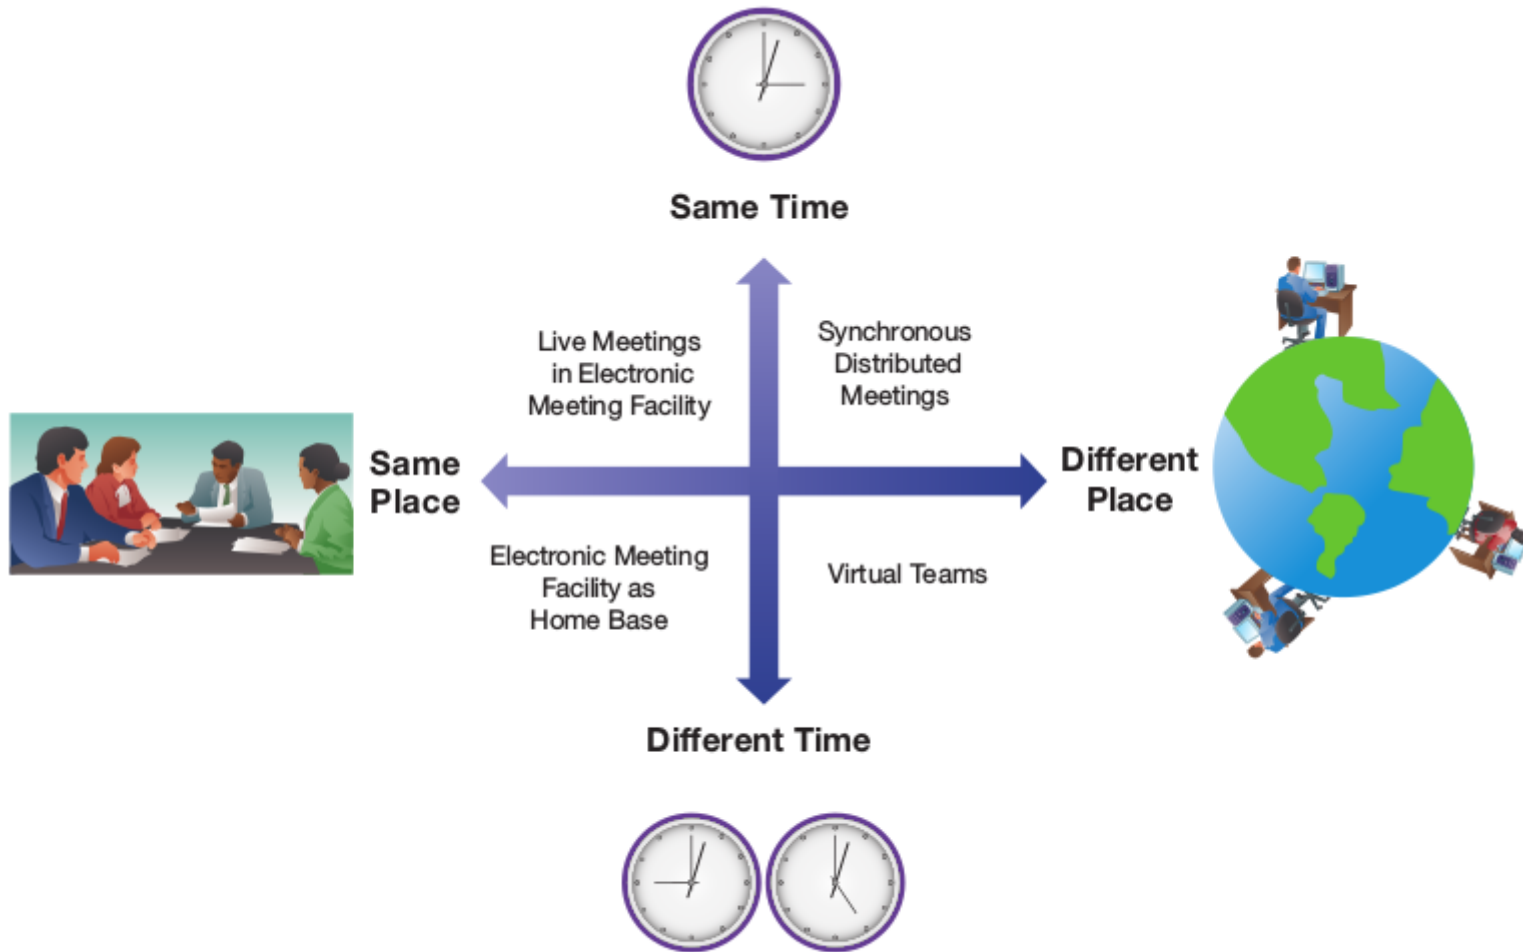 Same Time
Live Meetings
in Electronic
Meeting Facility
Synchronous
Distributed
Meetings
Same
Place
Different
Place
Electronic Meeting
Facility as
Home Base
Virtual Teams
Different Time